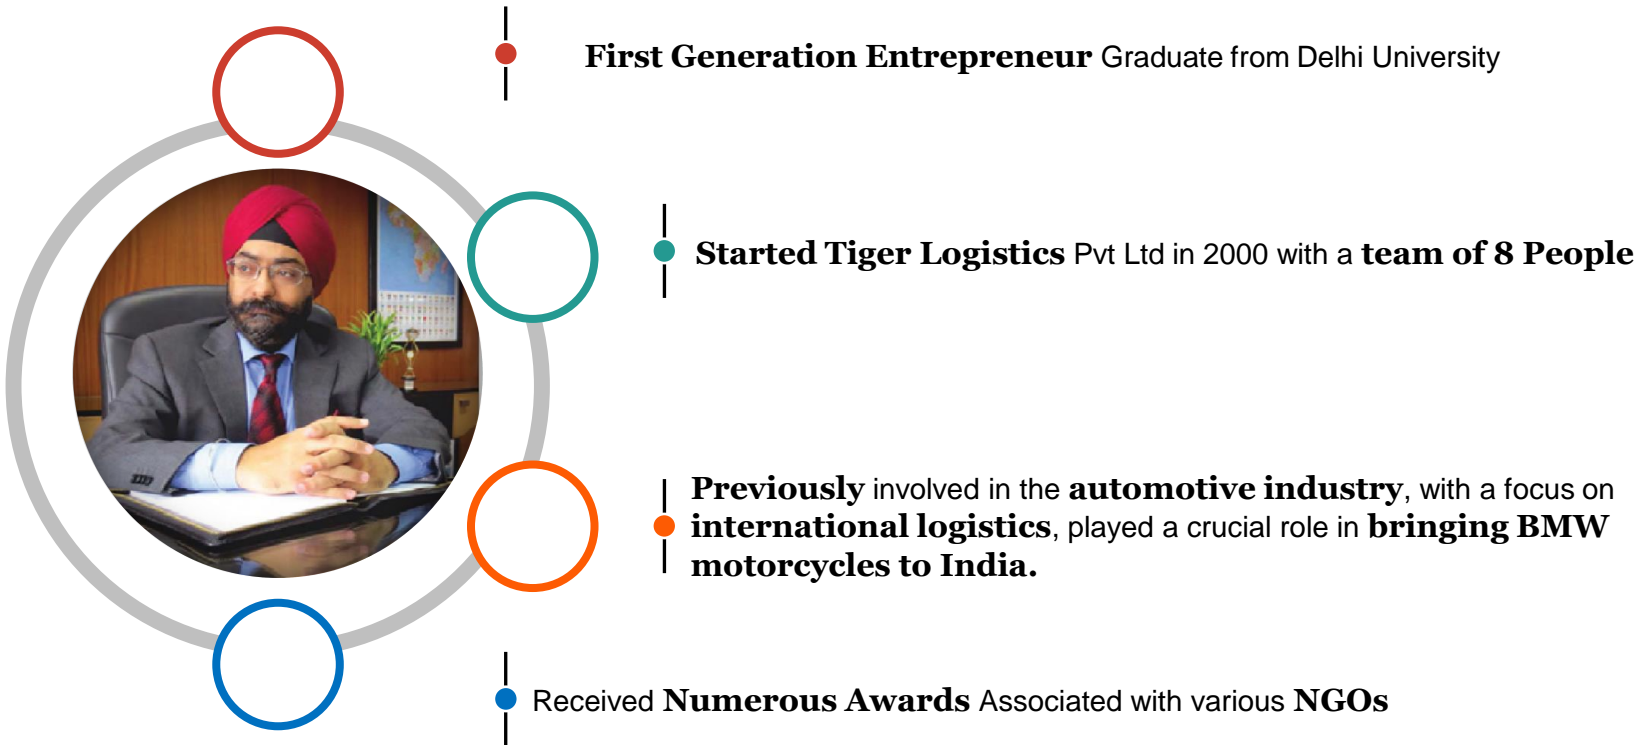 First Generation Entrepreneur Graduate from Delhi University
Started Tiger Logistics Pvt Ltd in 2000 with a team of 8 People
Previously involved in the automotive industry, with a focus on
international logistics, played a crucial role in bringing BMW
motorcycles to India.
Received Numerous Awards Associated with various NGOs